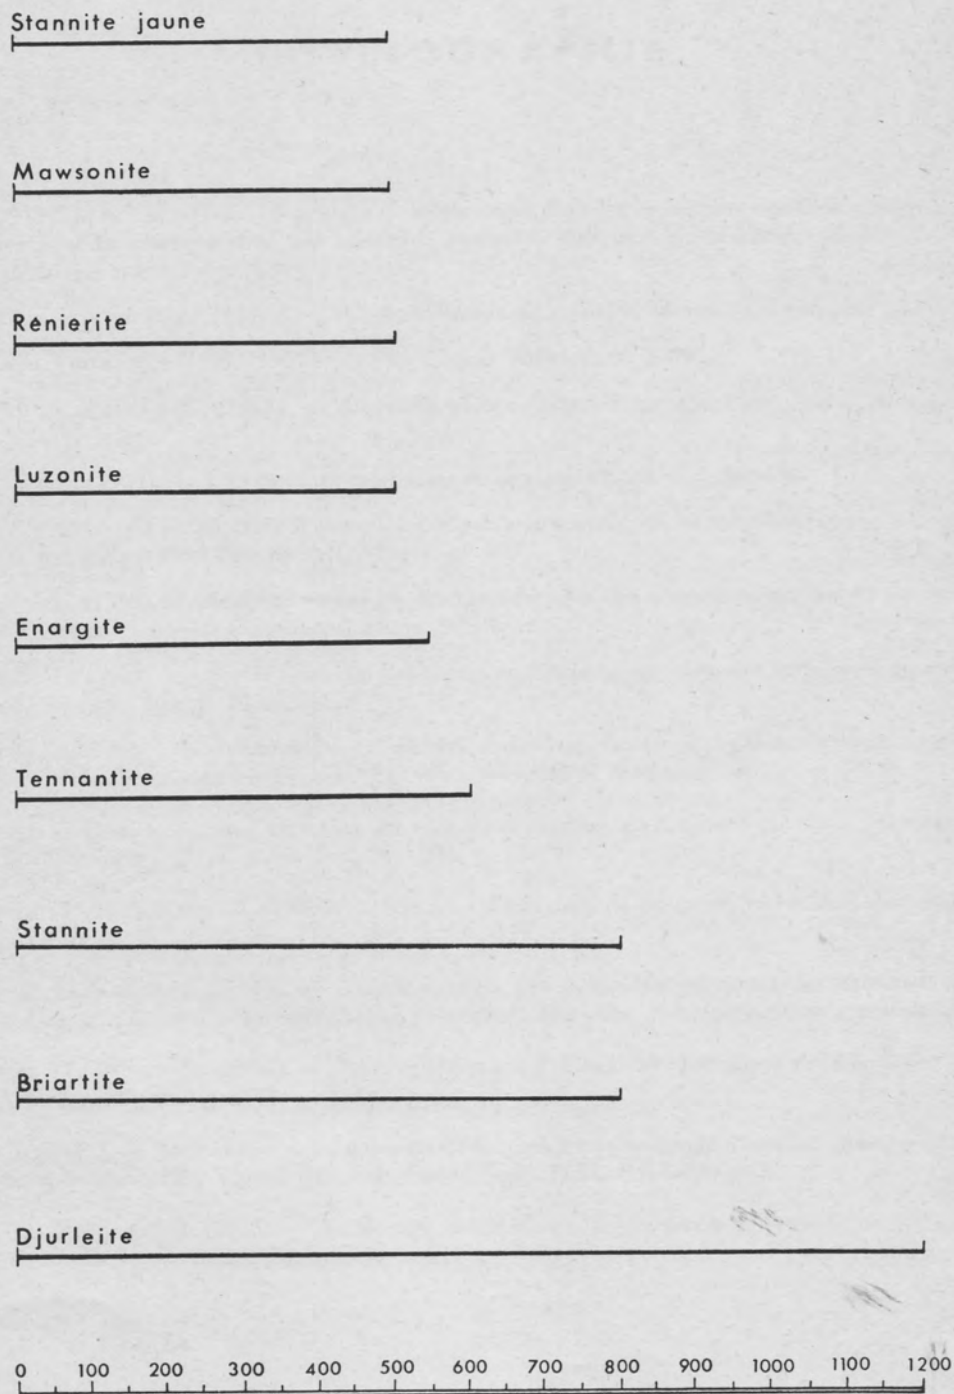 Stannite jaune
Mawsonite
Rénierite
Luzonite
Enargite
Tennantite
Stannite
Briartite
Djurleite
0 100 200 300 400 500 600 700 800 900 1000 1100 1200